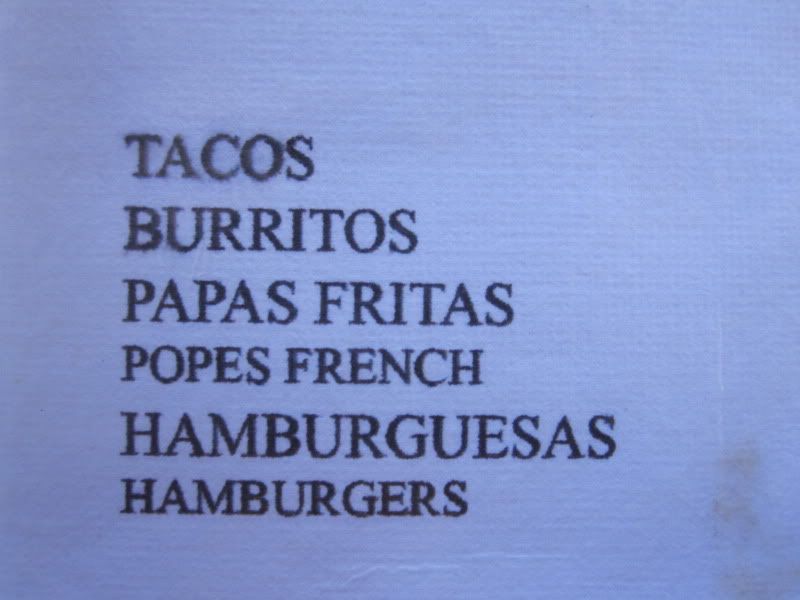 TACOS
BURRITOS
PAPAS FRITAS
POPES FRENCH
HAMBURGUESAS
HAMBURGERS